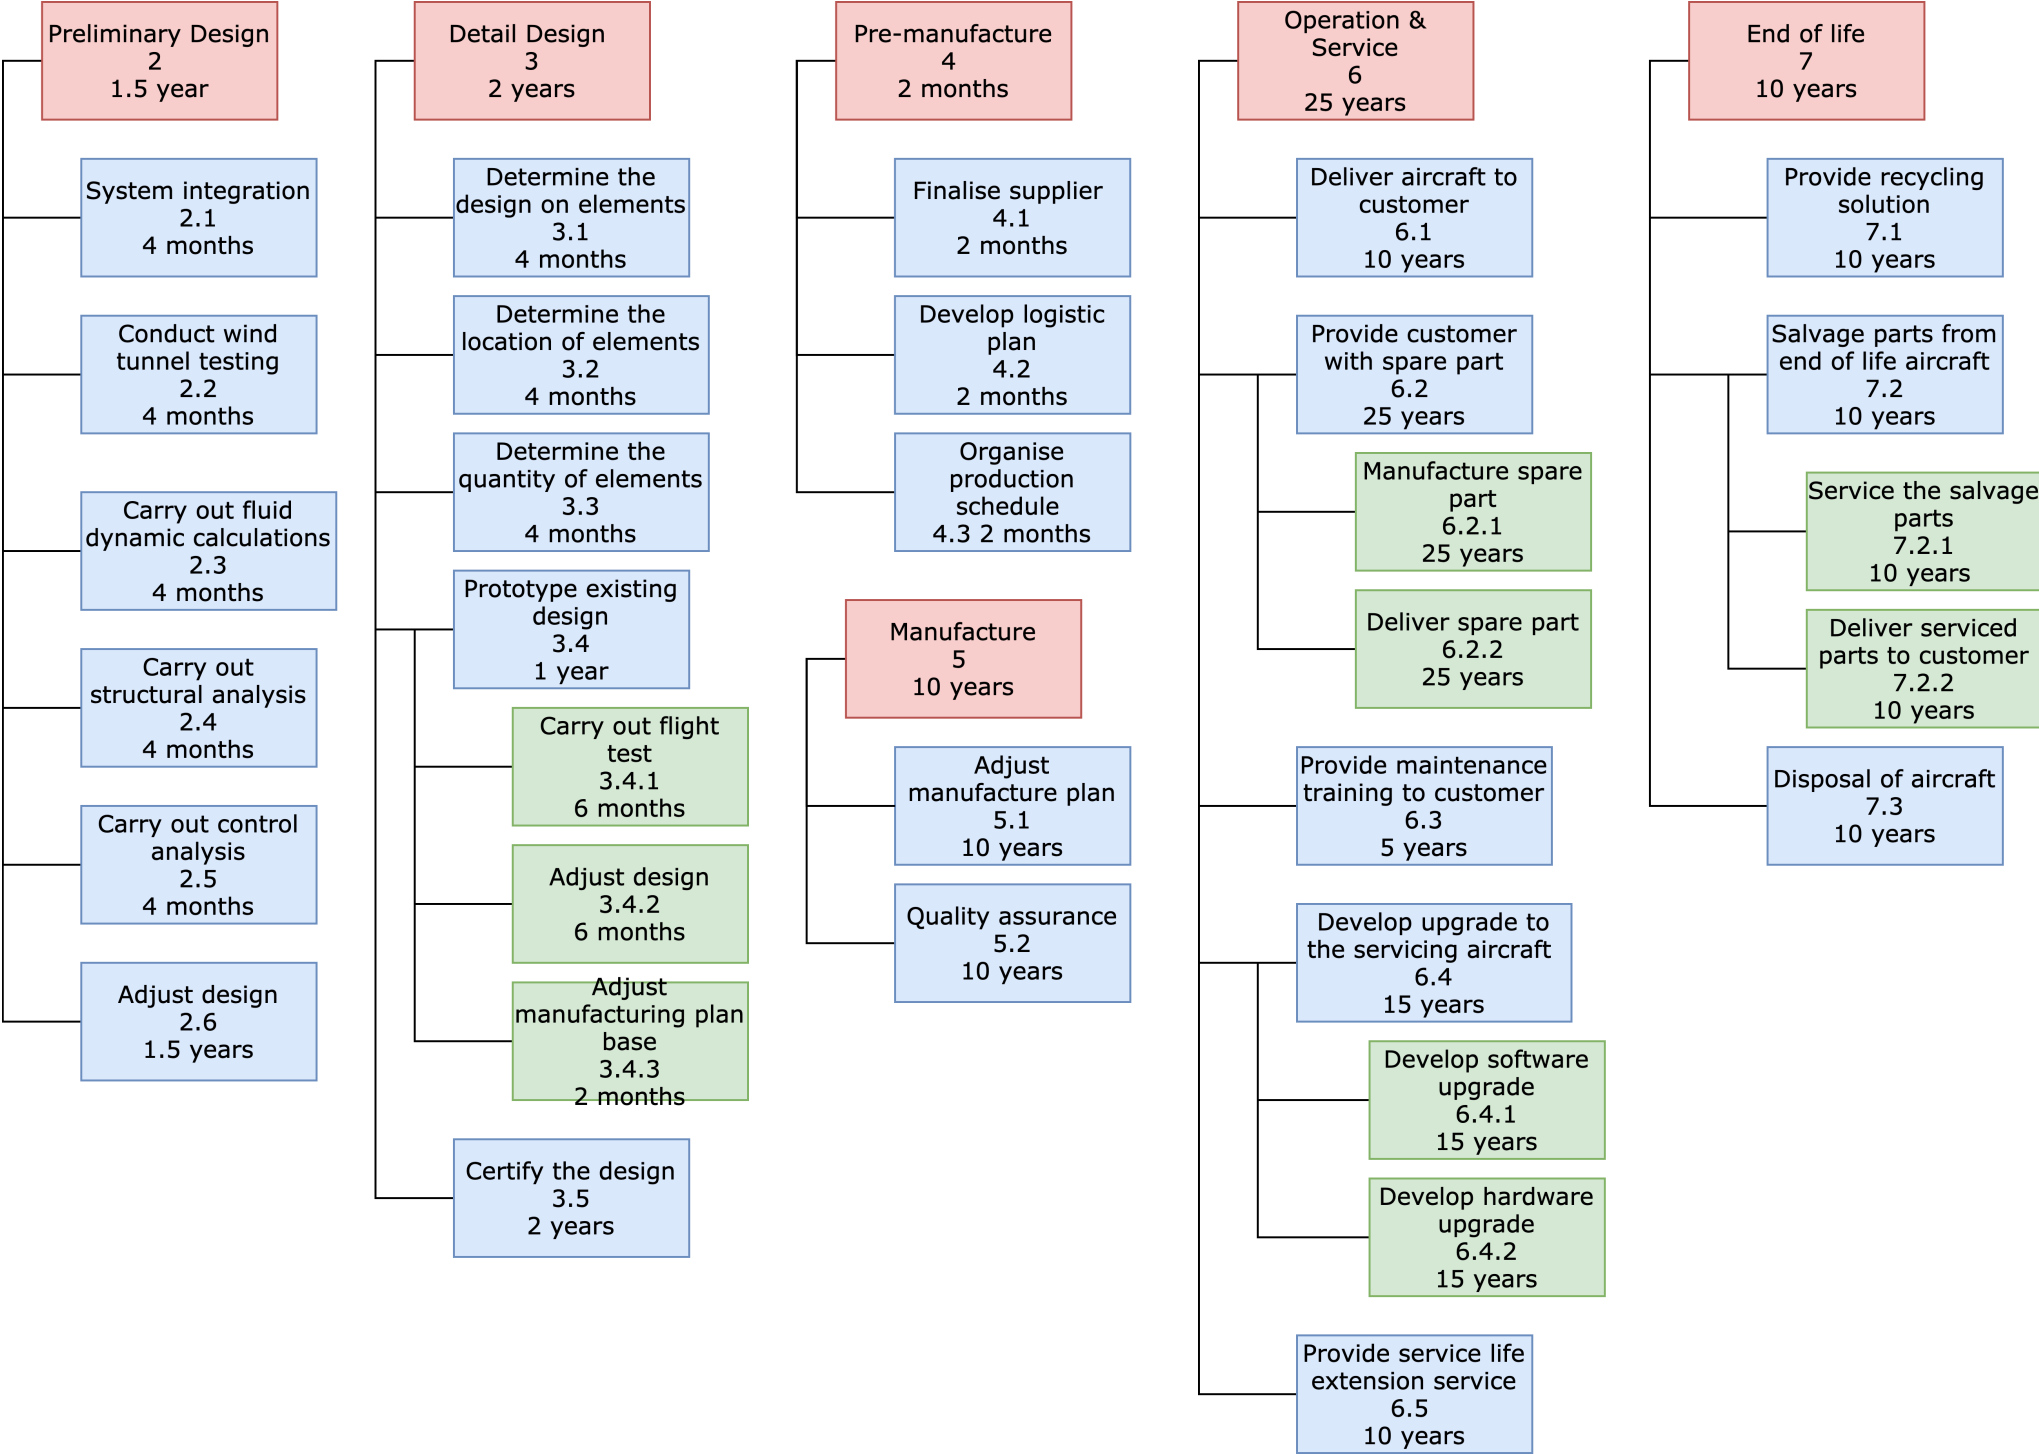 Preliminary Design
2
1.5 year
System integration
2.1
4 months
Conduct wind
tunnel testing
2.2
4 months
Carry out fluid
dynamic calculations
2.3
4 months
Carry out
structural analysis
2.4
4 months
Carry out control
analysis
2.5
4 months
Adjust design
2.6
1.5 years
Detail Design
3
2 years
Determine the
design on elements
3.1
4 months
Determine the
location of elements
3.2
4 months
Determine the
quantity of elements
3.3
4 months
Prototype existing
design
3.4
1 year
Carry out flight
test
3.4.1
6 months
Adjust design
3.4.2
6 months
Adjust
manufacturing plan
base
3.4.3
2 months
Certify the design
3.5
2 years
Pre-manufacture
4
2 months
Finalise supplier
4.1
2 months
Develop logistic
plan
4.2
2 months
Organise
production
schedule
4.3 2 months
Manufacture
5
10 years
Adjust
manufacture plan
5.1
10 years
Quality assurance
5.2
10 years
Operation &
Service
6
25 years
Deliver aircraft to
customer
6.1
10 years
Provide customer
with spare part
6.2
25 years
Manufacture spare
part
6.2.1
25 years
Deliver spare part
6.2.2
25 years
Provide maintenance
training to customer
6.3
5 years
Develop upgrade to
the servicing aircraft
6.4
15 years
Develop software
upgrade
6.4.1
15 years
Develop hardware
upgrade
6.4.2
15 years
Provide service life
extension service
6.5
10 years
End of life
7
10 years
Provide recycling
solution
7.1
10 years
Salvage parts from
end of life aircraft
7.2
10 years
Service the salvage
parts
7.2.1
10 years
Deliver serviced
parts to customer
7.2.2
10 years
Disposal of aircraft
7.3
10 years